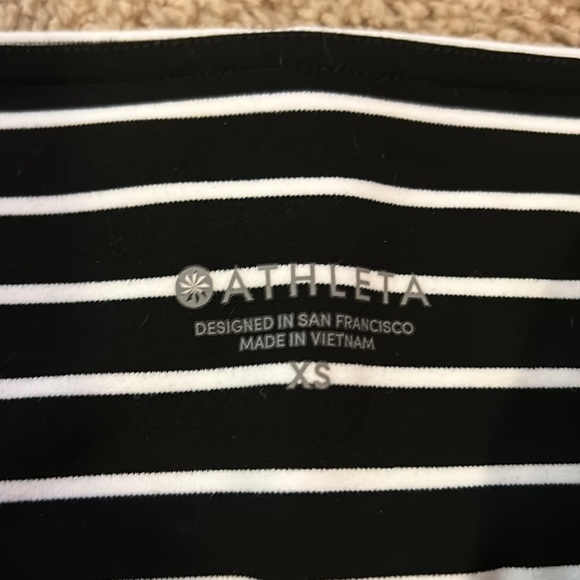 ATHLETA
DESIGNED IN SAN FRANCISCO
MADE IN VIETNAM
XS